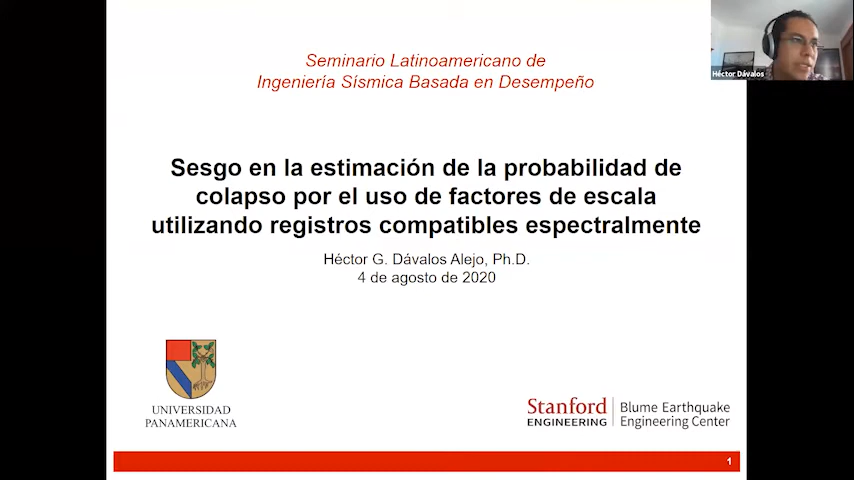 Seminario Latinoamericano de
Ingeniería Sísmica Basada en Desempeño
Héctor Dávalos
Sesgo en la estimación de la probabilidad de
colapso por el uso de factores de escala
utilizando registros compatibles espectralmente
Héctor G. Dávalos Alejo, Ph.D.
4 de agosto de 2020
UNIVERSIDAD
PANAMERICANA
Stanford
ENGINEERING
Blume Earthquake
Engineering Center
1